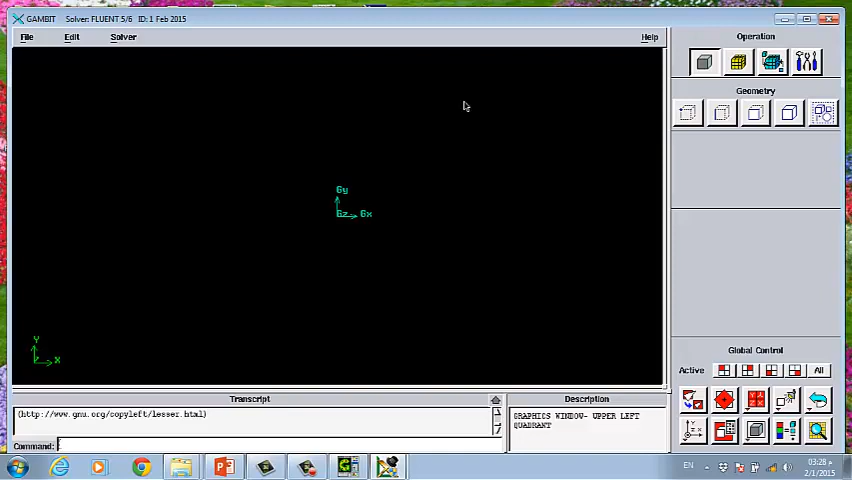 GAMBIT Solver: FLUENT 5/6 ID: 1 Feb 2015
File Edit Solver Help
Operation
Geometry
Gy
Gz Gx
Y
X
Global Control
Active All
Transcript Description
(http://www.gnu.org/copyleft/lesser.html)
GRAPHICS WINDOW- UPPER LEFT
QUADRANT
Command:
EN
03:28 م
2/1/2015